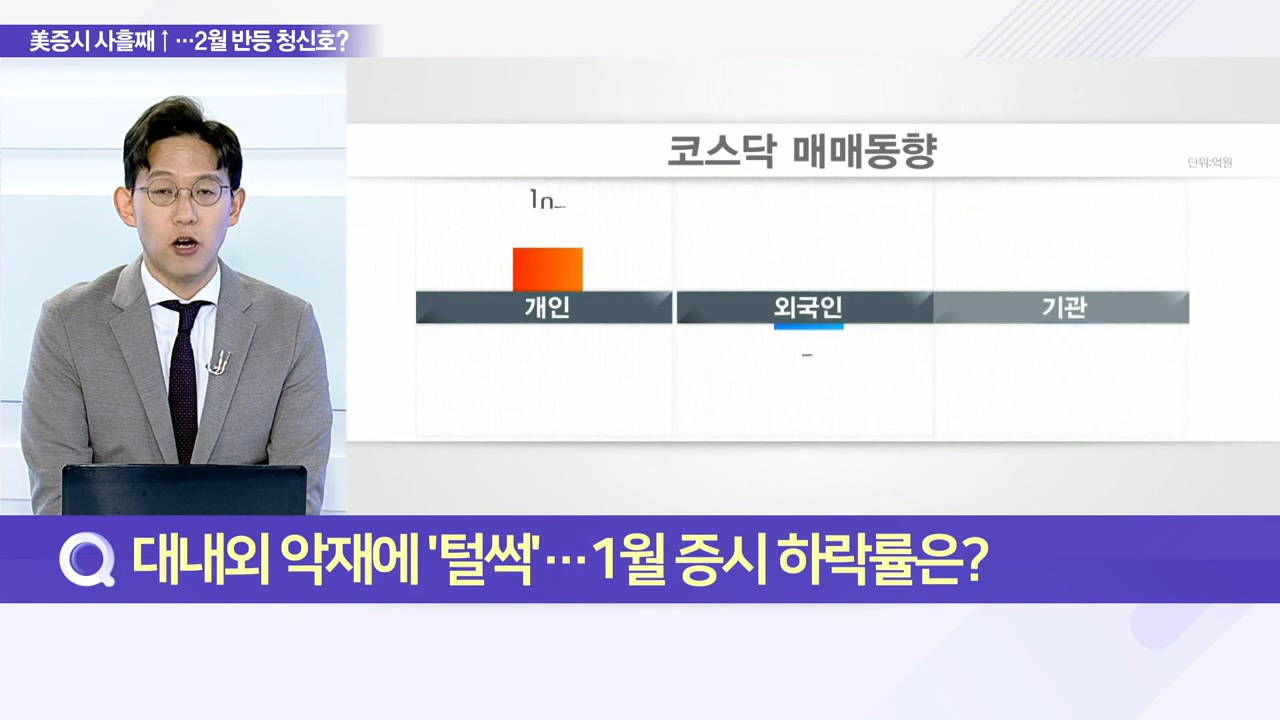 美증시 사흘째↑…2월 반등 청신호?
코스닥 매매동향
단위:억원
개인
외국인
기관
대내외 악재에 '털썩'…1월 증시 하락률은?